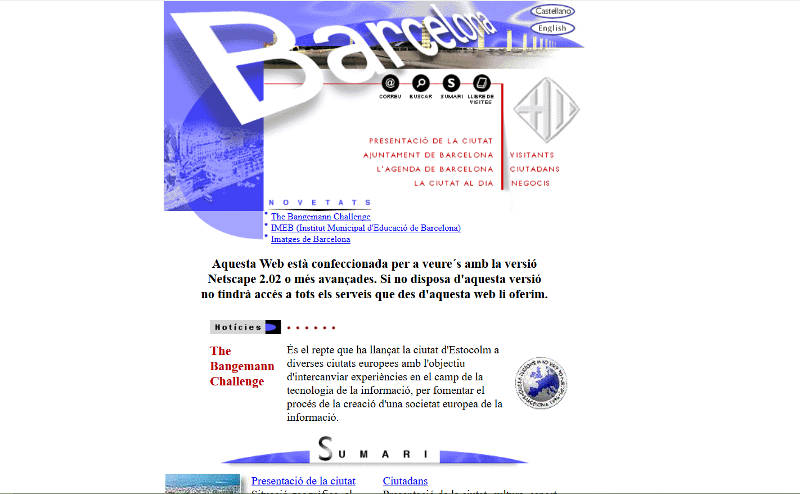 Barcelona
Castellano
English
CORREU BUSCAR SUMARI LLIBRE DE VISITES
PRESENTACIÓ DE LA CIUTAT
AJUNTAMENT DE BARCELONA VISITANTS
L'AGENDA DE BARCELONA CIUTADANS
LA CIUTAT AL DIA NEGOCIS
NOVETATS
The Bangemann Challenge
IMEB (Institut Municipal d'Educació de Barcelona)
Imatges de Barcelona
Aquesta Web està confeccionada per a veure´s amb la versió
Netscape 2.02 o més avançades. Si no disposa d'aquesta versió
no tindrà accés a tots els serveis que des d'aquesta web li oferim.
Notícies
The
Bangemann
Challenge
És el repte que ha llançat la ciutat d'Estocolm a
diverses ciutats europees amb l'objectiu
d'intercanviar experiències en el camp de la
tecnologia de la informació, per fomentar el
procés de la creació d'una societat europea de la
informació.
SUMARI
Presentació de la ciutat Ciutadans